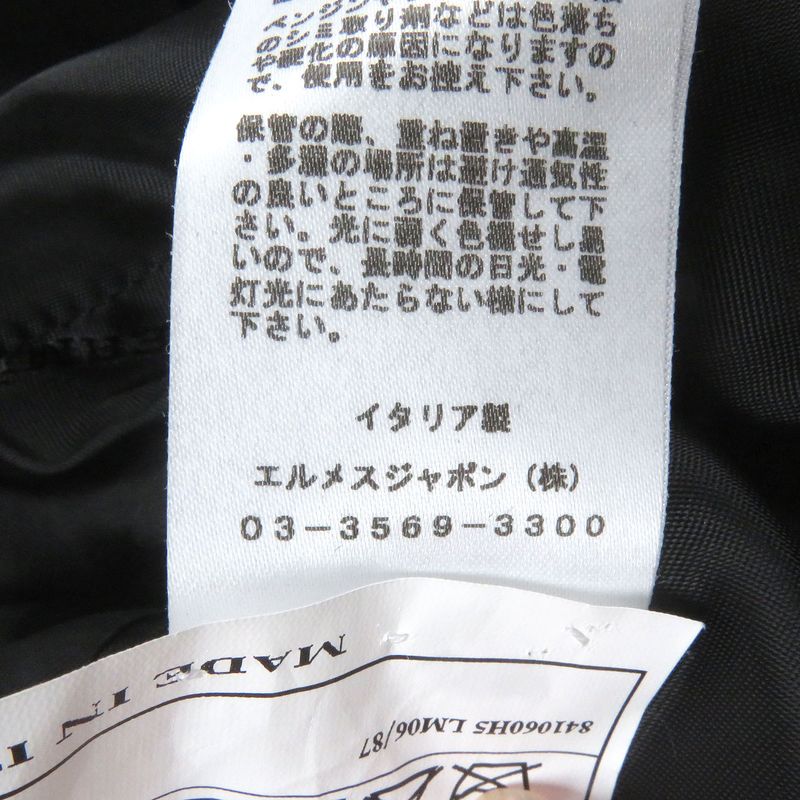 ベンジン
のシミ取り剤などは色落ち
や硬化の原因になりますの
で、使用をお控え下さい。
保管の際、重ね置きや高温
・多湿の場所は避け通気性
の良いところに保管して下
さい。光に弱く色褪せし易
いので、長時間の日光・電
灯光にあたらない様にして
下さい。
イタリア製
エルメスジャポン（株）
03-3569-3300
MADE IN
841060H5 LM06/87